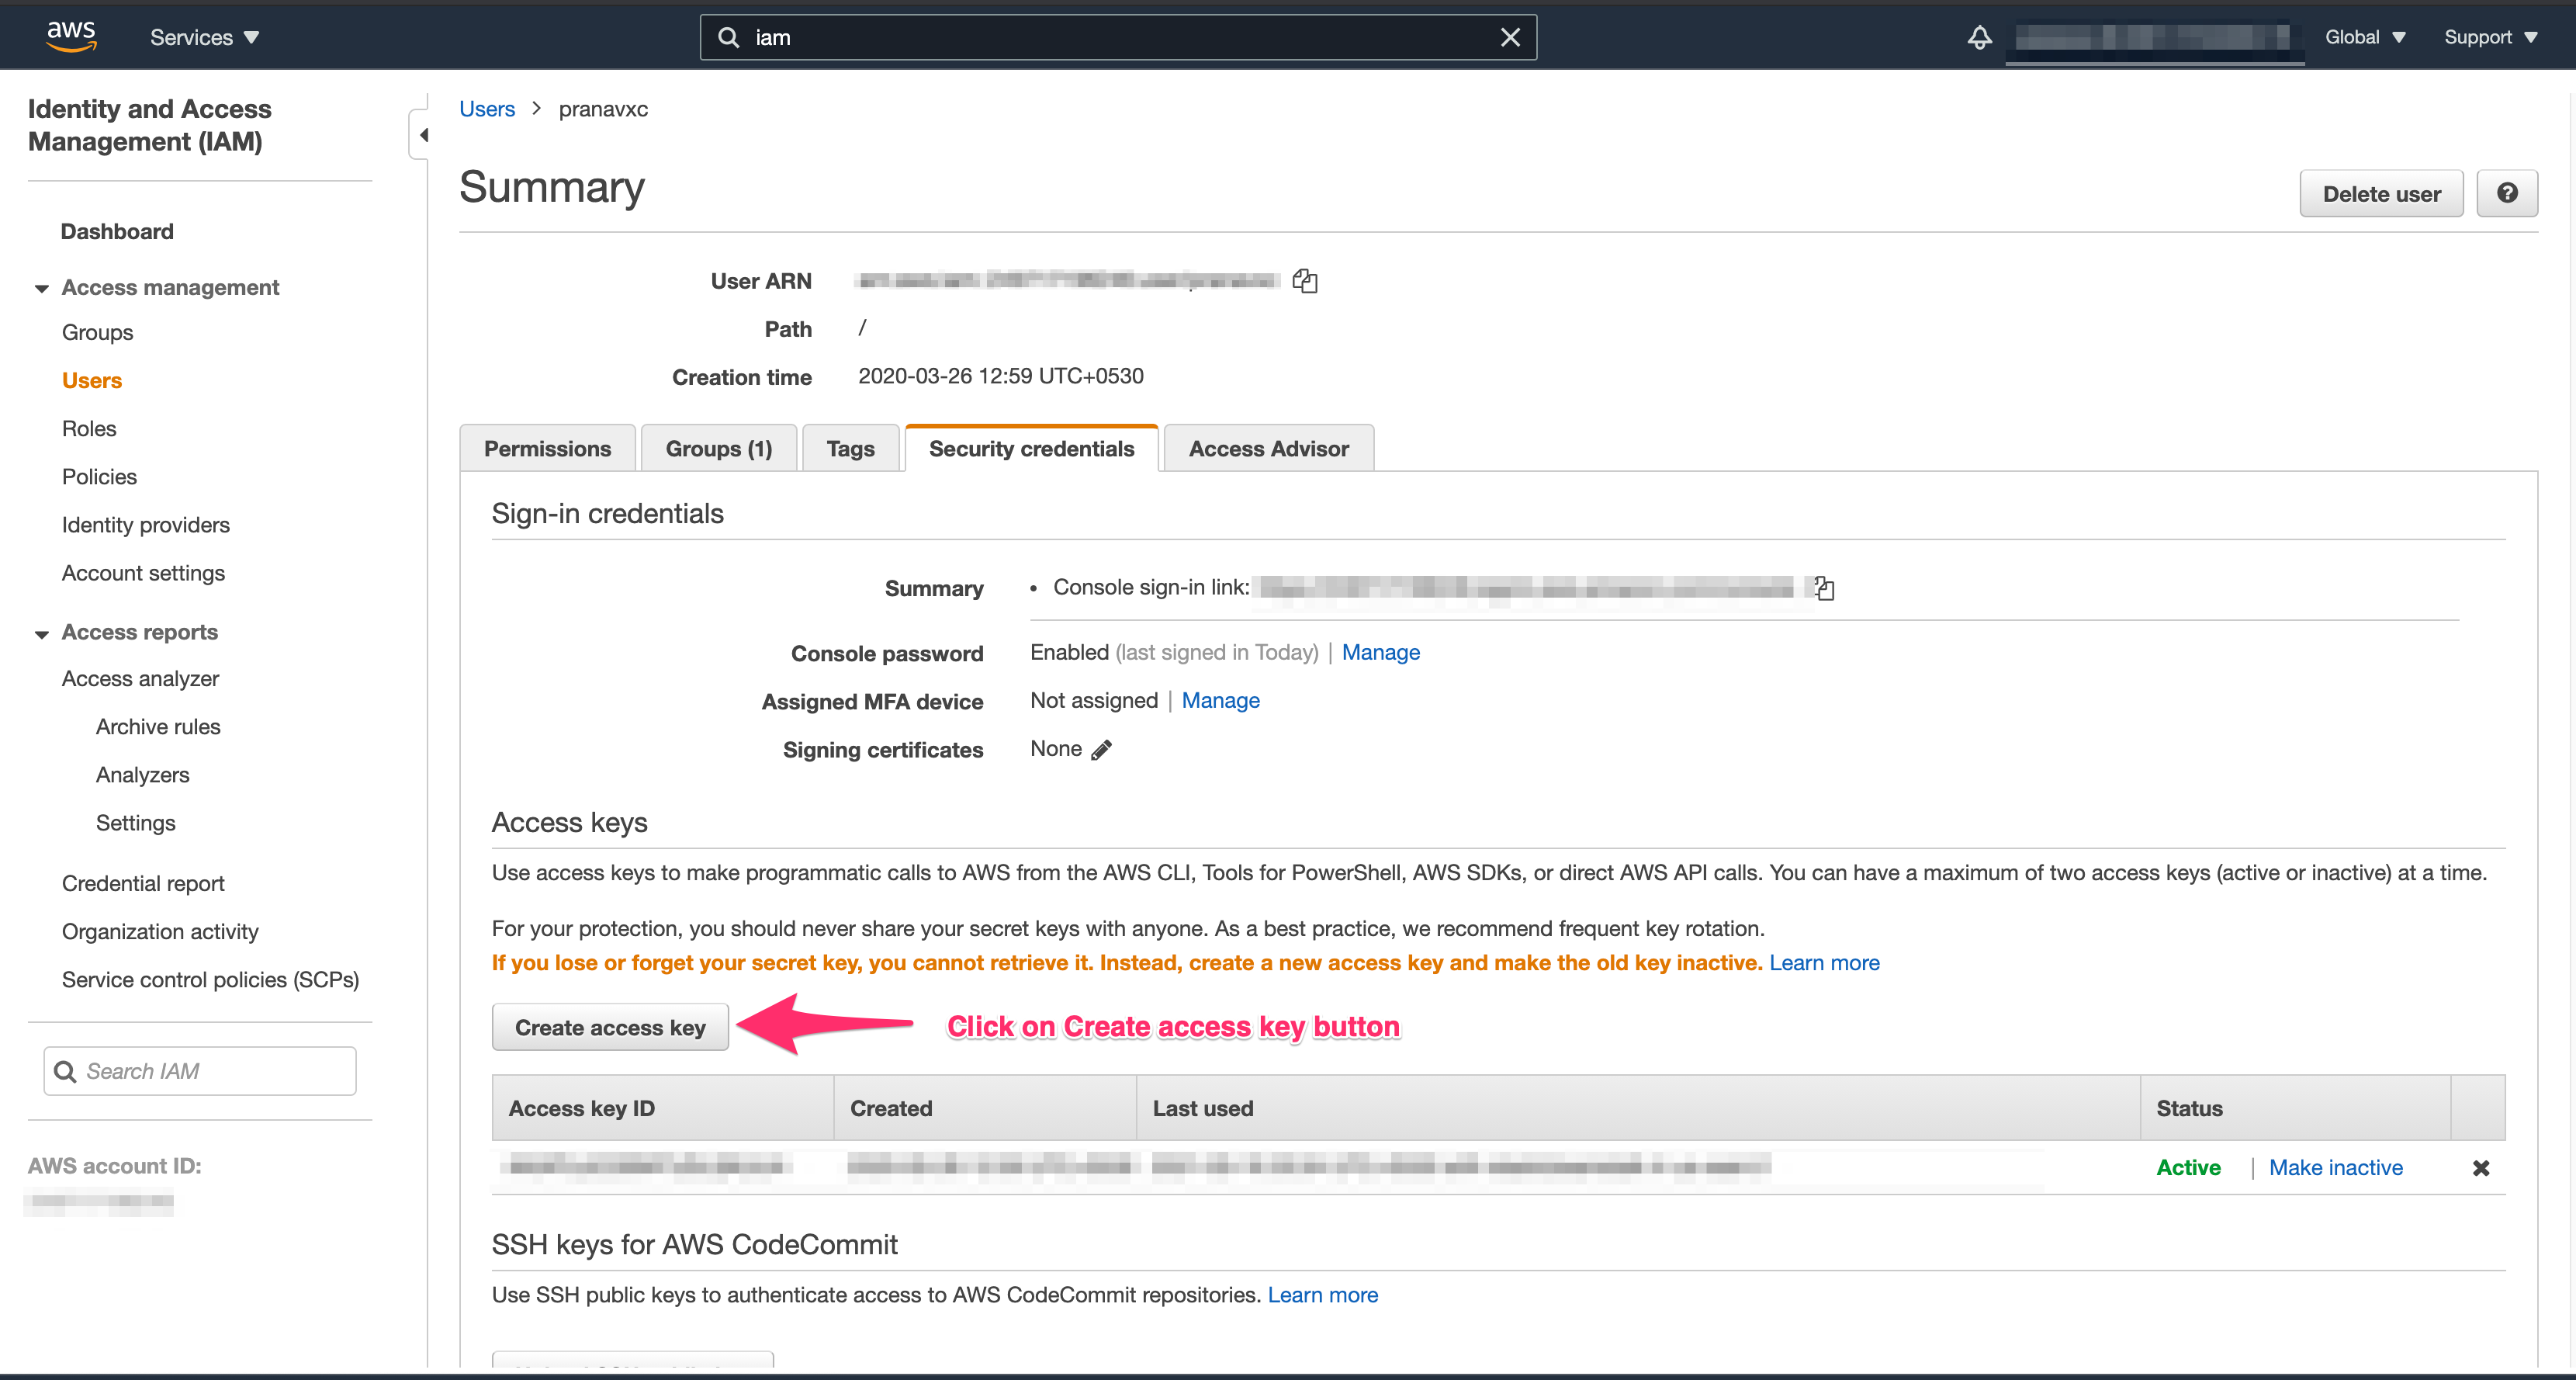 aws
Services
iam
Global
Support
Identity and Access
Management (IAM)
Dashboard
Access management
Groups
Users
Roles
Policies
Identity providers
Account settings
Access reports
Access analyzer
Archive rules
Analyzers
Settings
Credential report
Organization activity
Service control policies (SCPs)
Search IAM
AWS account ID:
Users > pranavxc
Summary
Delete user
?
User ARN
Path /
Creation time 2020-03-26 12:59 UTC+0530
Permissions
Groups (1)
Tags
Security credentials
Access Advisor
Sign-in credentials
Summary • Console sign-in link:
Console password Enabled (last signed in Today) | Manage
Assigned MFA device Not assigned | Manage
Signing certificates None
Access keys
Use access keys to make programmatic calls to AWS from the AWS CLI, Tools for PowerShell, AWS SDKs, or direct AWS API calls. You can have a maximum of two access keys (active or inactive) at a time.
For your protection, you should never share your secret keys with anyone. As a best practice, we recommend frequent key rotation.
If you lose or forget your secret key, you cannot retrieve it. Instead, create a new access key and make the old key inactive. Learn more
Create access key
Click on Create access key button
Access key ID Created Last used Status
Active | Make inactive
SSH keys for AWS CodeCommit
Use SSH public keys to authenticate access to AWS CodeCommit repositories. Learn more